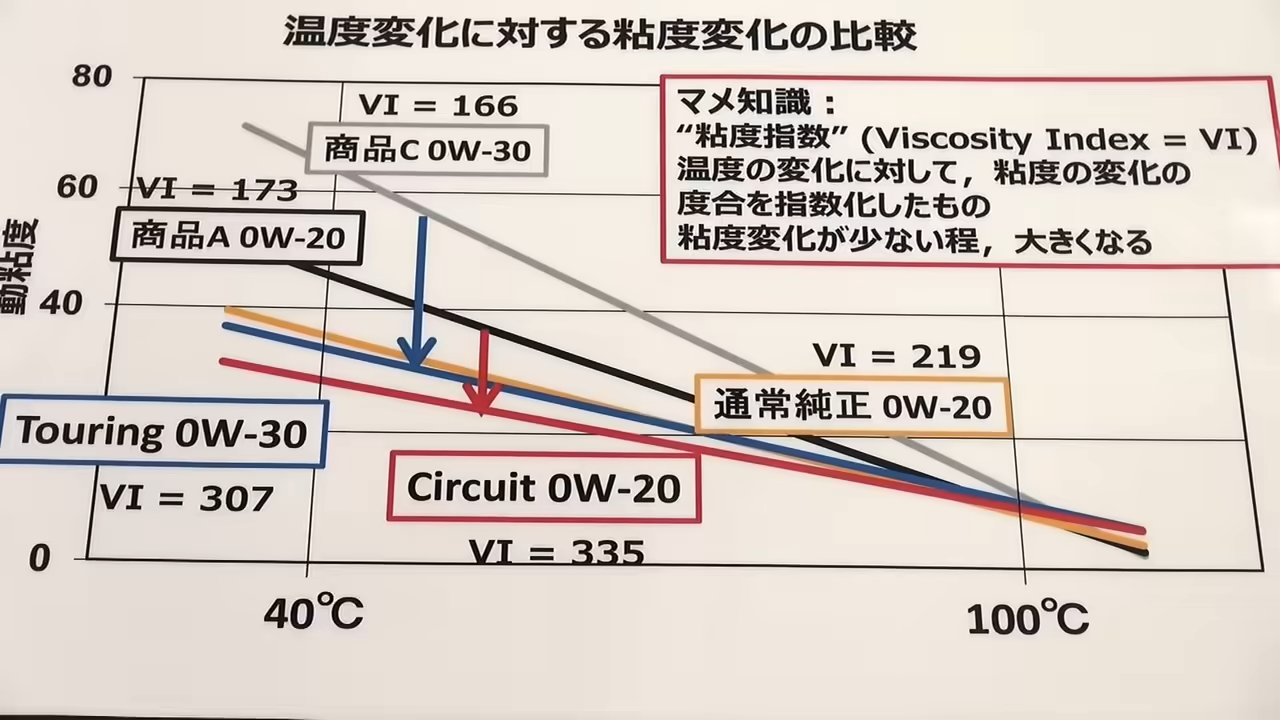 温度変化に対する粘度変化の比較
80
60
40
0
動粘度
VI = 166
商品C 0W-30
VI = 173
商品A 0W-20
マメ知識：
“粘度指数” (Viscosity Index = VI)
温度の変化に対して，粘度の変化の
度合を指数化したもの
粘度変化が少ない程，大きくなる
VI = 219
通常純正 0W-20
Touring 0W-30
VI = 307
Circuit 0W-20
VI = 335
40℃
100℃